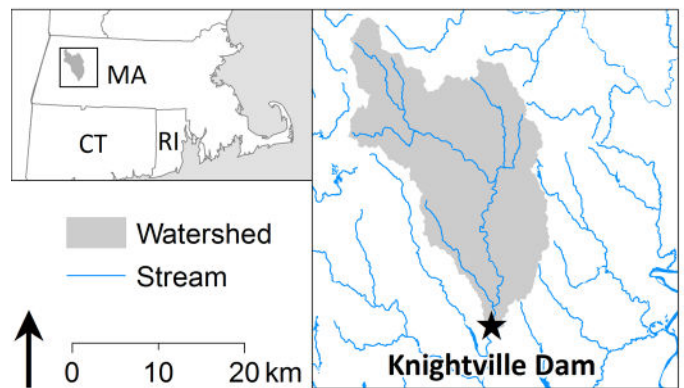 MA
CT
RI
Watershed
Stream
0 10 20 km
Knightville Dam